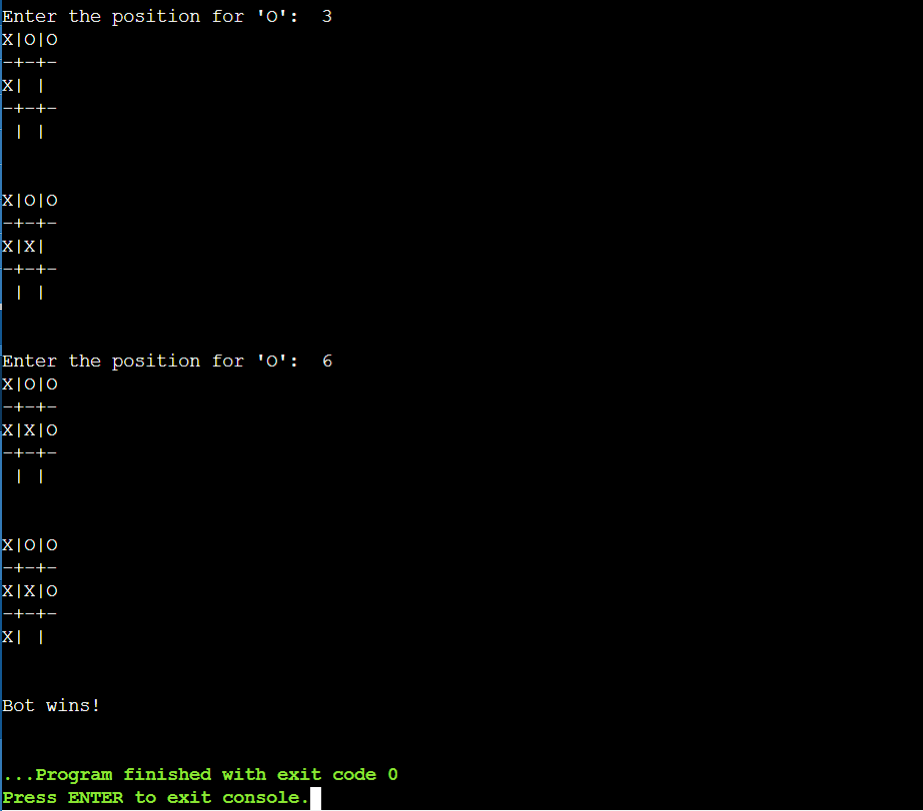 Enter the position for 'O':  3
X|O|O
-+-+-
X| |
-+-+-
 | |
X|O|O
-+-+-
X|X|
-+-+-
 | |
Enter the position for 'O':  6
X|O|O
-+-+-
X|X|O
-+-+-
 | |
X|O|O
-+-+-
X|X|O
-+-+-
X| |
Bot wins!
...Program finished with exit code 0
Press ENTER to exit console.